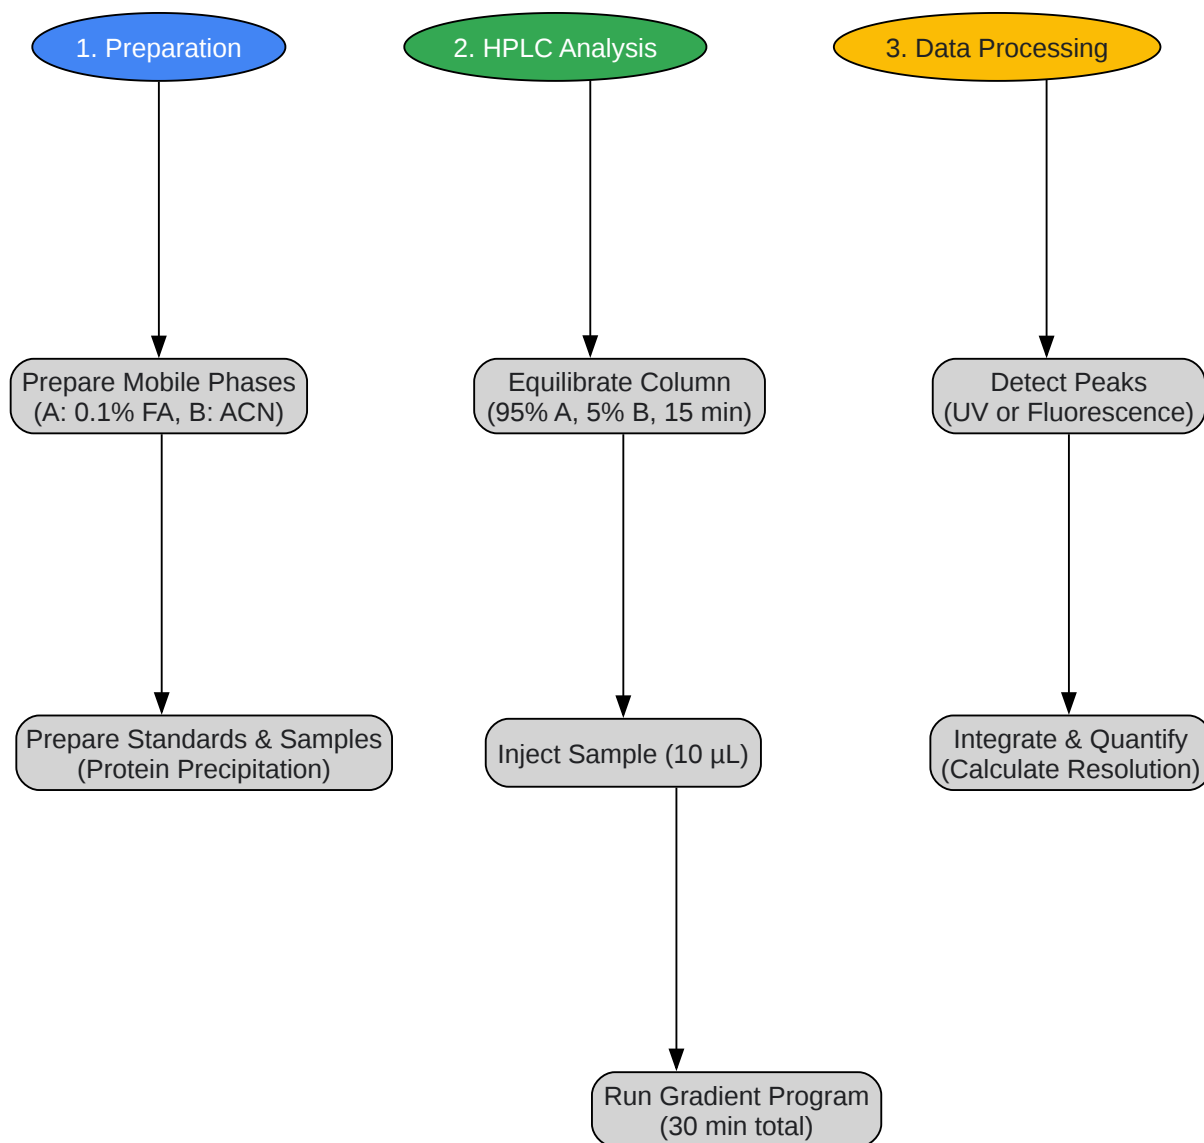 1. Preparation
2. HPLC Analysis
3. Data Processing
Prepare Mobile Phases
(A: 0.1% FA, B: ACN)
Equilibrate Column
(95% A, 5% B, 15 min)
Detect Peaks
(UV or Fluorescence)
Prepare Standards & Samples
(Protein Precipitation)
Inject Sample (10 µL)
Integrate & Quantify
(Calculate Resolution)
Run Gradient Program
(30 min total)